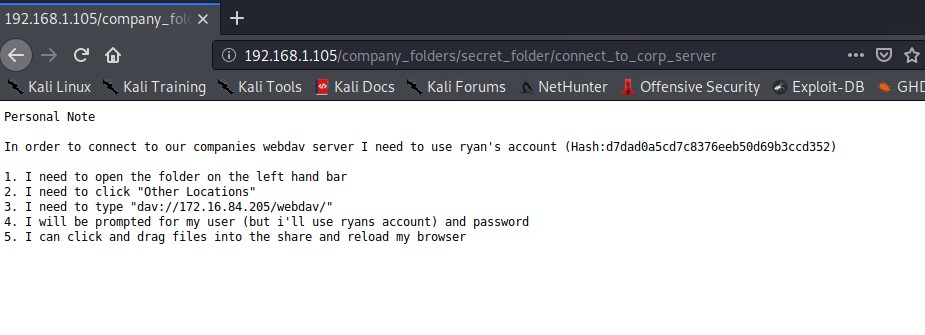 192.168.1.105/company_fol
192.168.1.105/company_folders/secret_folder/connect_to_corp_server
Kali Linux Kali Training Kali Tools Kali Docs Kali Forums NetHunter Offensive Security Exploit-DB GHD
Personal Note
In order to connect to our companies webdav server I need to use ryan's account (Hash:d7dad0a5cd7c8376eeb50d69b3ccd352)
1. I need to open the folder on the left hand bar
2. I need to click "Other Locations"
3. I need to type "dav://172.16.84.205/webdav/"
4. I will be prompted for my user (but i'll use ryans account) and password
5. I can click and drag files into the share and reload my browser